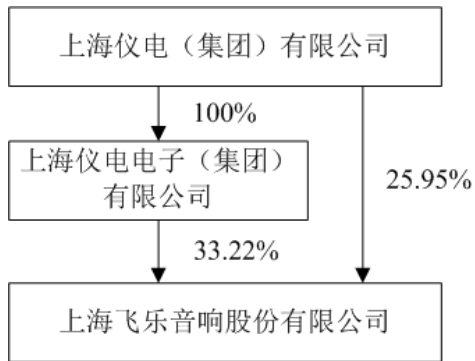 上海仪电（集团）有限公司
100%
上海仪电电子（集团）
有限公司
25.95%
33.22%
上海飞乐音响股份有限公司